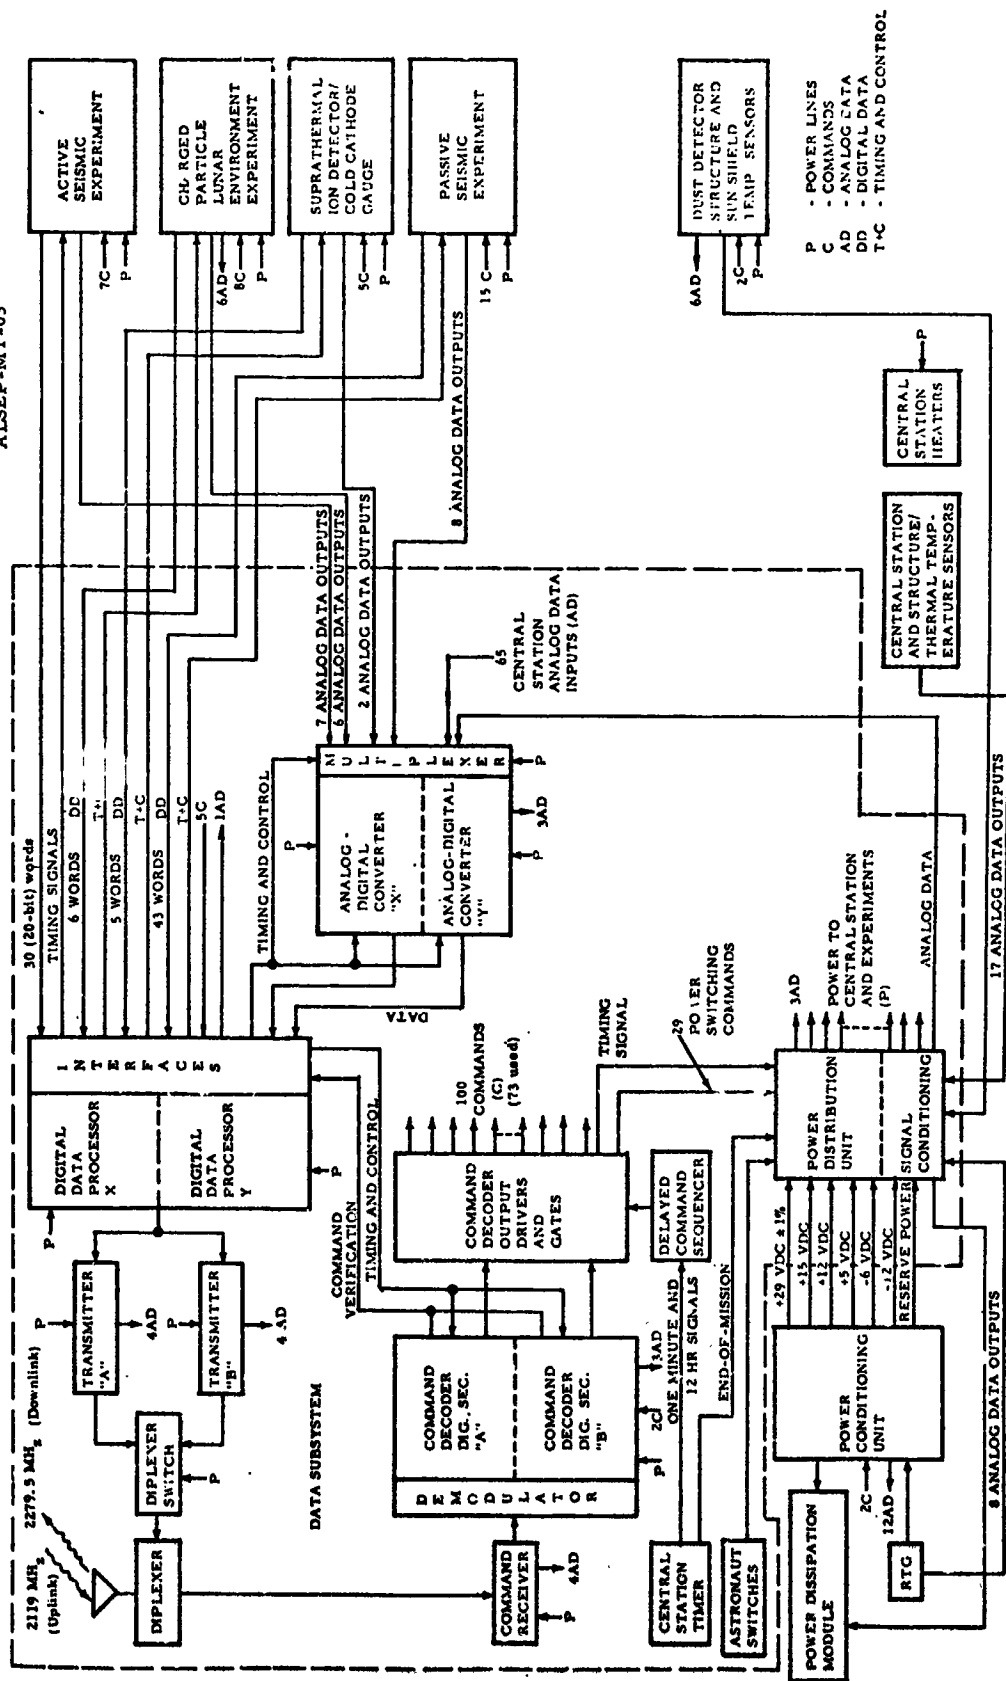 ALSEP-MT-03
2119 MHz
(Uplink)
2279.5 MHz (Downlink)
DIPLEXER
DIPLEXER
SWITCH
P
TRANSMITTER
"A"
P
4AD
TRANSMITTER
"B"
P
4 AD
DATA SUBSYSTEM
DIGITAL
DATA
PROCESSOR
X
DIGITAL
DATA
PROCESSOR
Y
INTERFACES
P
P
30 (20-bit) words
TIMING SIGNALS
6 WORDS DD
5 WORDS DD
T+C
43 WORDS DD
T+C
5C
1AD
TIMING AND CONTROL
DATA
COMMAND
VERIFICATION
TIMING AND CONTROL
ACTIVE
SEISMIC
EXPERIMENT
7C
P
PARTICLE
LUNAR
ENVIRONMENT
EXPERIMENT
6AD
8C
P
SUPRATHERMAL
ION DETECTOR/
COLD CATHODE
GAUGE
5C
P
PASSIVE
SEISMIC
EXPERIMENT
15 C
P
7 ANALOG DATA OUTPUTS
6 ANALOG DATA OUTPUTS
2 ANALOG DATA OUTPUTS
8 ANALOG DATA OUTPUTS
65
CENTRAL
STATION
ANALOG DATA
INPUTS (AD)
ANALOG-
DIGITAL
CONVERTER
"X"
ANALOG-DIGITAL
CONVERTER
"Y"
MULTIPLEXER
P
P
3AD
P
COMMAND
RECEIVER
P
4AD
DEMODULATOR
COMMAND
DECODER
DIG. SEC.
"A"
COMMAND
DECODER
DIG. SEC.
"B"
P
2C
3AD
COMMAND
DECODER
OUTPUT
DRIVERS
AND
GATES
100
COMMANDS
(C)
(73 used)
TIMING
SIGNAL
29
SWITCHING
COMMANDS
DELAYED
COMMAND
SEQUENCER
CENTRAL
STATION
TIMER
ONE MINUTE AND
12 HR SIGNALS
END-OF-MISSION
ASTRONAUT
SWITCHES
POWER DISSIPATION
MODULE
POWER
CONDITIONING
UNIT
2C
12AD
RTG
+29 VDC ± 1%
+15 VDC
+12 VDC
+5 VDC
-6 VDC
-12 VDC
RESERVE POWER
POWER
DISTRIBUTION
UNIT
SIGNAL
CONDITIONING
3AD
POWER TO
CENTRAL STATION
AND EXPERIMENTS
(P)
ANALOG DATA
8 ANALOG DATA OUTPUTS
17 ANALOG DATA OUTPUTS
CENTRAL STATION
AND STRUCTURE/
THERMAL TEMP-
ERATURE SENSORS
CENTRAL
STATION
HEATERS
P
DUST DETECTOR
STRUCTURE AND
SUN SHIELD
TEMP. SENSORS
6AD
2C
P
P - POWER LINES
C - COMMANDS
AD - ANALOG DATA
DD - DIGITAL DATA
T+C - TIMING AND CONTROL